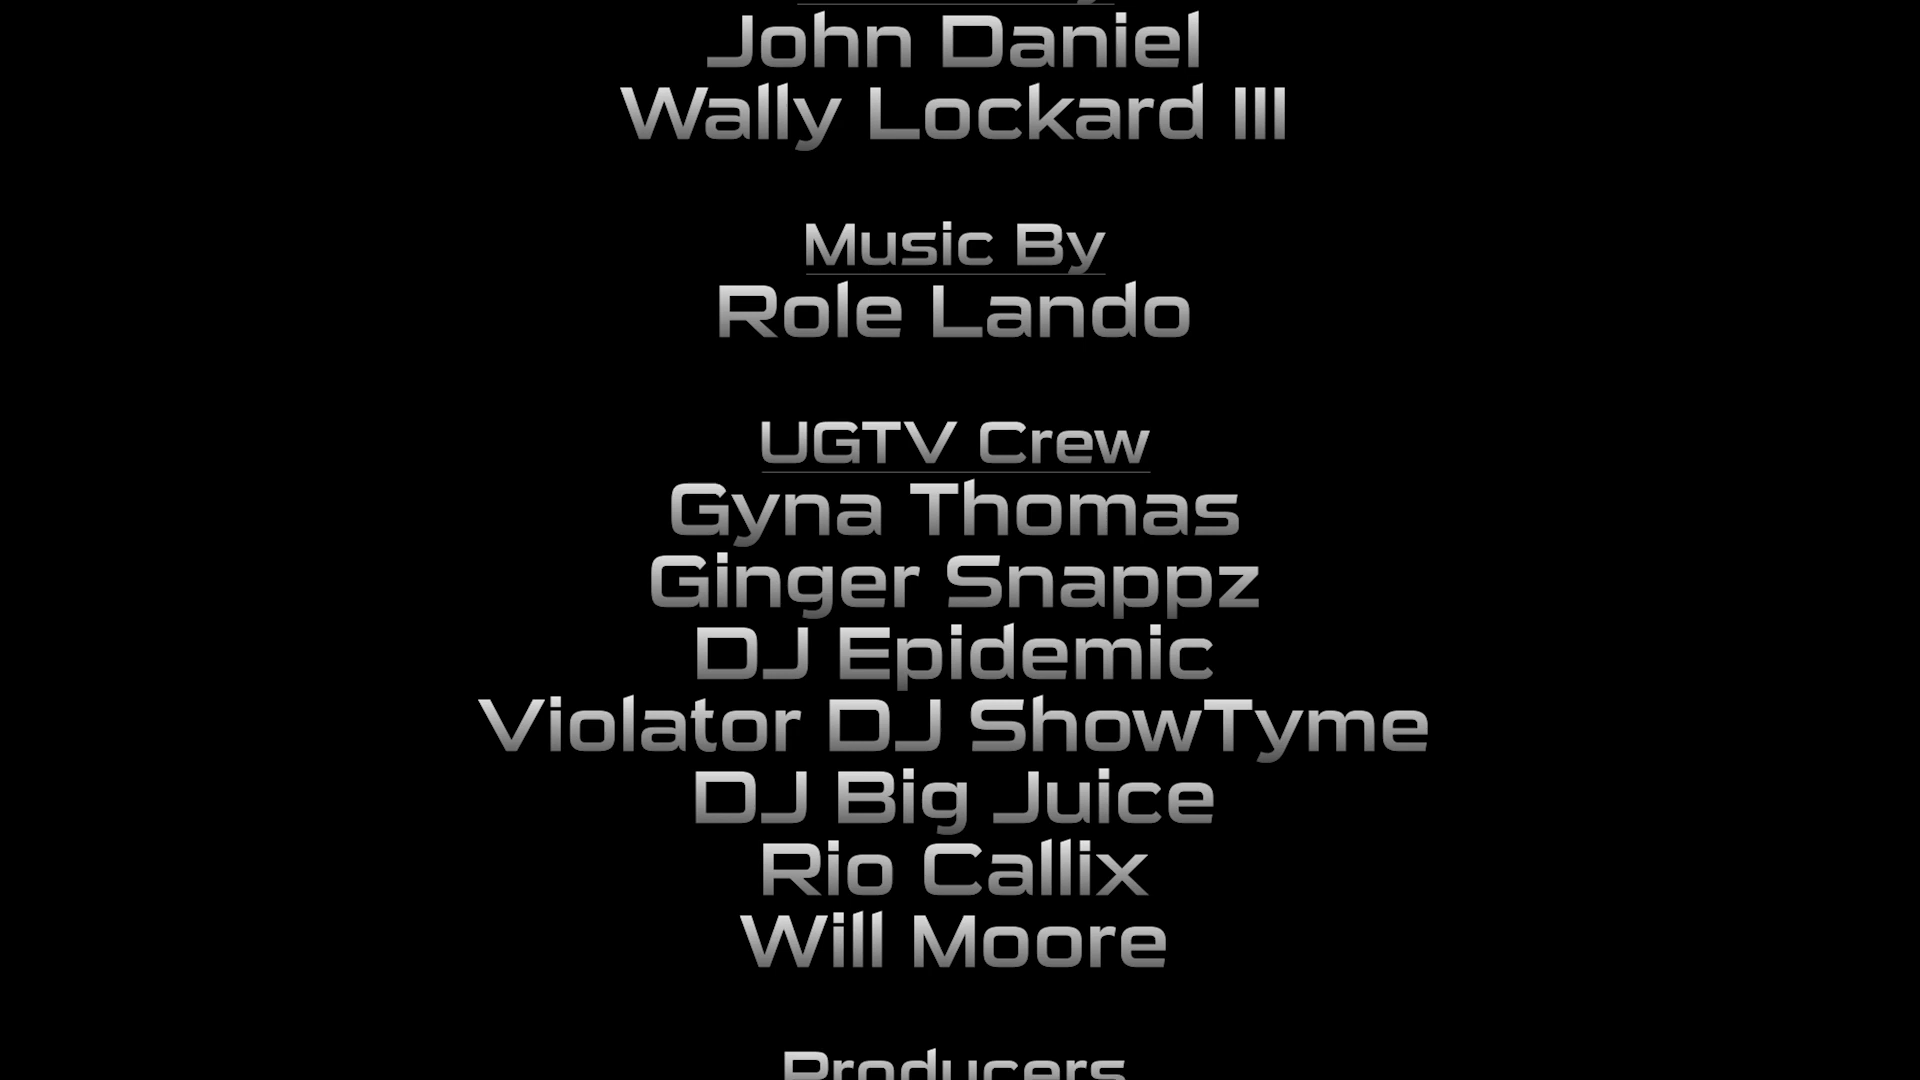 John Daniel
Wally Lockard III
Music By
Role Lando
UGTV Crew
Gyna Thomas
Ginger Snappz
DJ Epidemic
Violator DJ ShowTyme
DJ Big Juice
Rio Callix
Will Moore
Producers